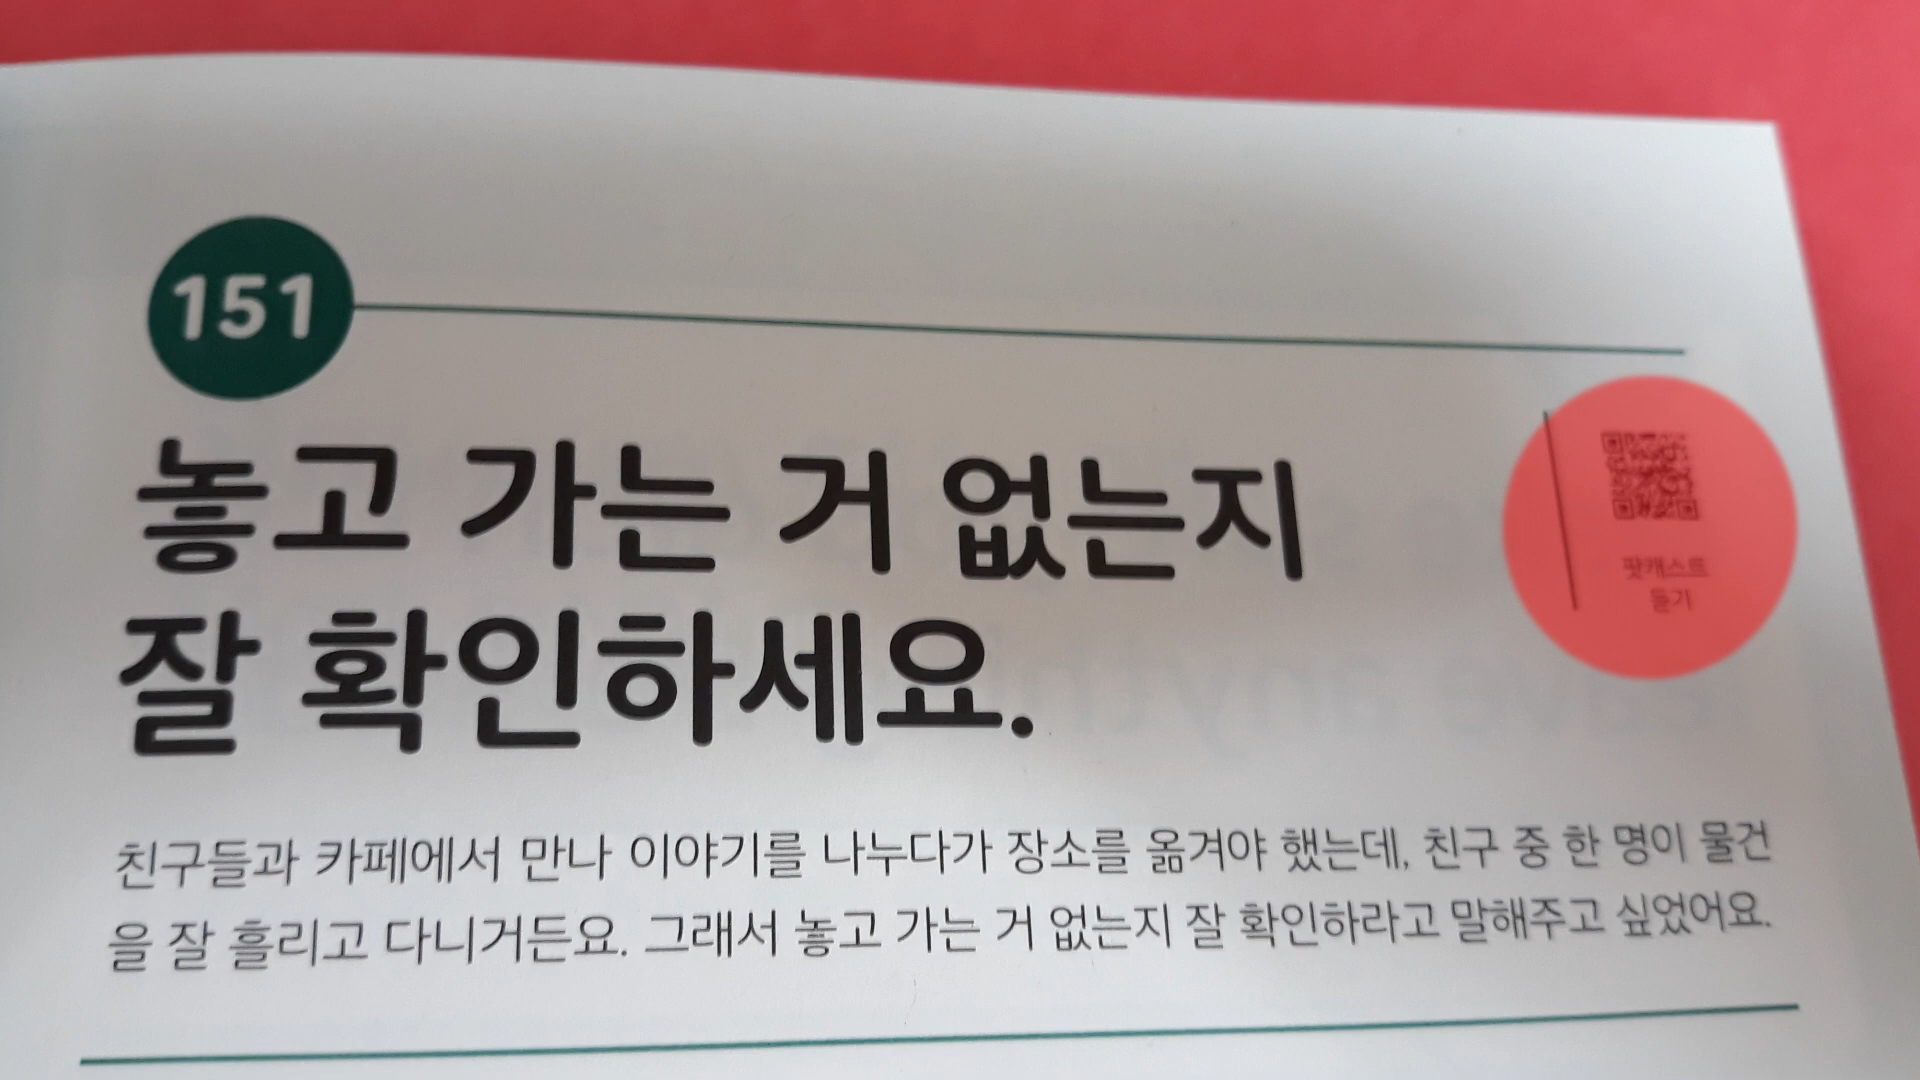 151
놓고 가는 거 없는지
잘 확인하세요.
팟캐스트
듣기
친구들과 카페에서 만나 이야기를 나누다가 장소를 옮겨야 했는데, 친구 중 한 명이 물건
을 잘 흘리고 다니거든요. 그래서 놓고 가는 거 없는지 잘 확인하라고 말해주고 싶었어요.